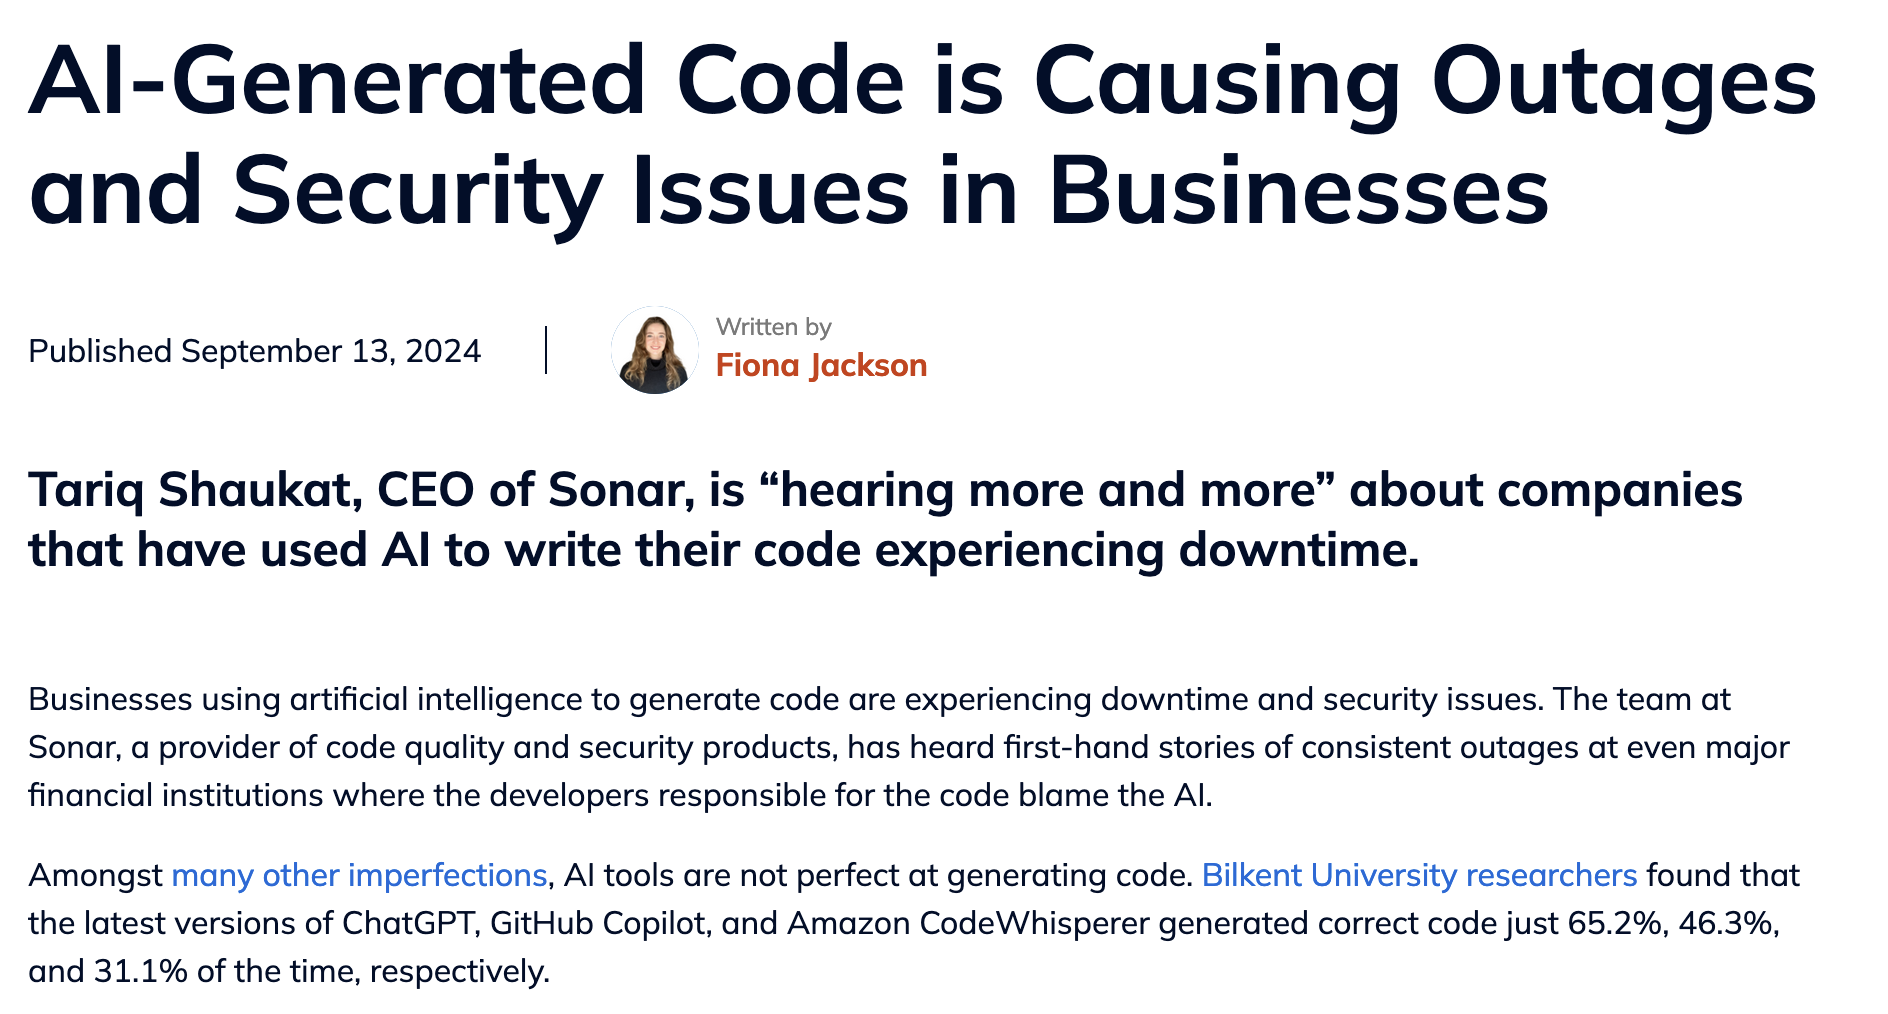 AI-Generated Code is Causing Outages
and Security Issues in Businesses
Published September 13, 2024
Written by
Fiona Jackson
Tariq Shaukat, CEO of Sonar, is “hearing more and more” about companies
that have used AI to write their code experiencing downtime.
Businesses using artificial intelligence to generate code are experiencing downtime and security issues. The team at
Sonar, a provider of code quality and security products, has heard first-hand stories of consistent outages at even major
financial institutions where the developers responsible for the code blame the AI.
Amongst many other imperfections, AI tools are not perfect at generating code. Bilkent University researchers found that
the latest versions of ChatGPT, GitHub Copilot, and Amazon CodeWhisperer generated correct code just 65.2%, 46.3%,
and 31.1% of the time, respectively.